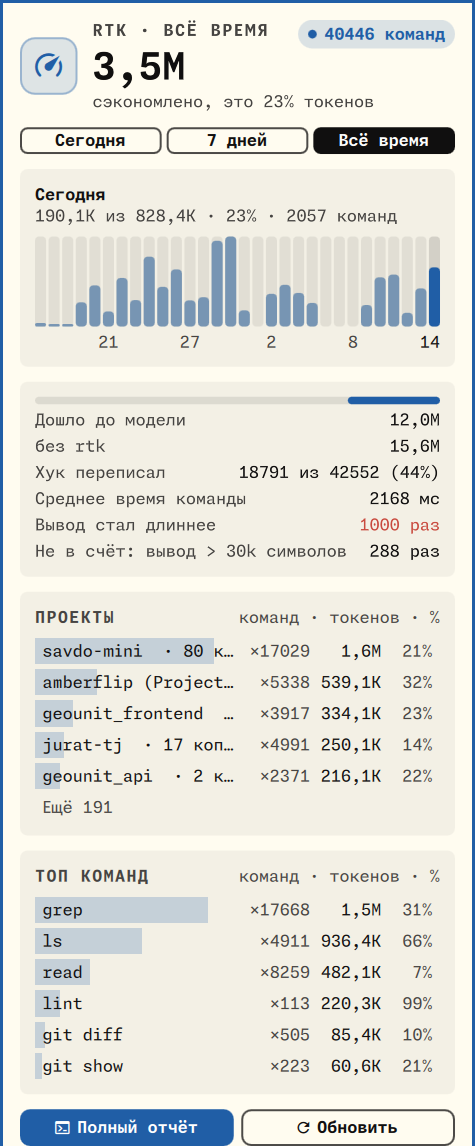 RTK · ВСЁ ВРЕМЯ
40446 команд
3,5M
сэкономлено, это 23% токенов
Сегодня 7 дней Всё время
Сегодня
190,1K из 828,4K · 23% · 2057 команд
21 27 2 8 14
Дошло до модели 12,0M
без rtk 15,6M
Хук переписал 18791 из 42552 (44%)
Среднее время команды 2168 мс
Вывод стал длиннее 1000 раз
Не в счёт: вывод > 30k символов 288 раз
ПРОЕКТЫ команд · токенов · %
savdo-mini · 80 к… ×17029 1,6M 21%
amberflip (Project… ×5338 539,1K 32%
geounit_frontend … ×3917 334,1K 23%
jurat-tj · 17 коп… ×4991 250,1K 14%
geounit_api · 2 к… ×2371 216,1K 22%
Ещё 191
ТОП КОМАНД команд · токенов · %
grep ×17668 1,5M 31%
ls ×4911 936,4K 66%
read ×8259 482,1K 7%
lint ×113 220,3K 99%
git diff ×505 85,4K 10%
git show ×223 60,6K 21%
Полный отчёт Обновить